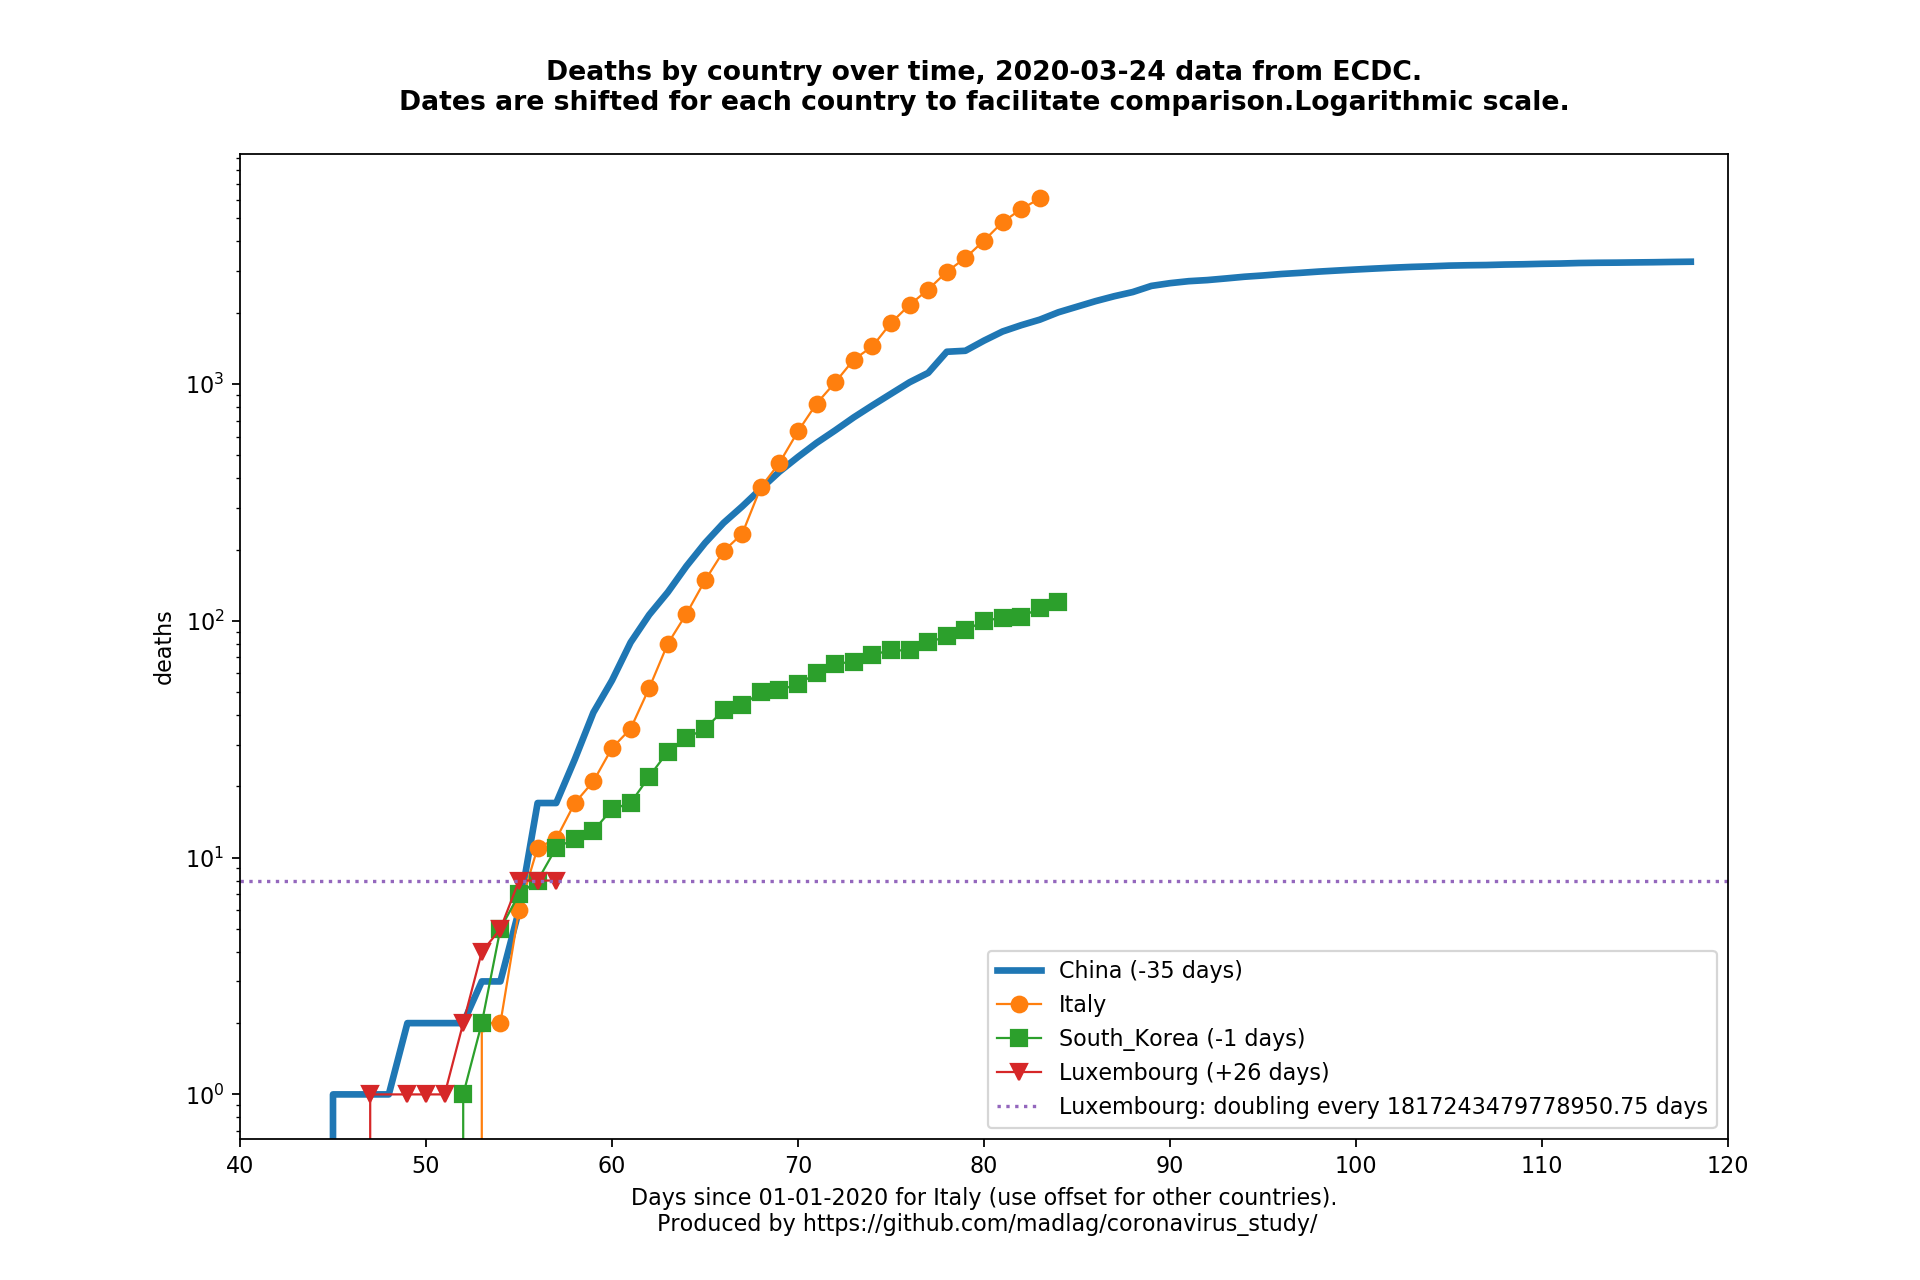 Deaths by country over time, 2020-03-24 data from ECDC.
Dates are shifted for each country to facilitate comparison.Logarithmic scale.
deaths
10³
10²
10¹
10⁰
China (-35 days)
Italy
South_Korea (-1 days)
Luxembourg (+26 days)
Luxembourg: doubling every 1817243479778950.75 days
40 50 60 70 80 90 100 110 120
Days since 01-01-2020 for Italy (use offset for other countries).
Produced by https://github.com/madlag/coronavirus_study/